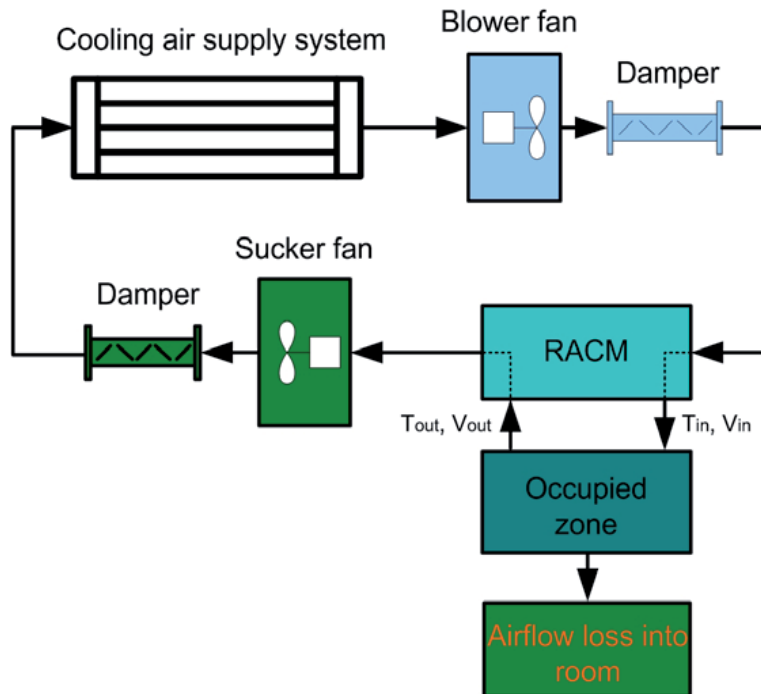 Cooling air supply system
Blower fan
Damper
Sucker fan
Damper
RACM
Tout, Vout
Tin, Vin
Occupied
zone
Airflow loss into
room